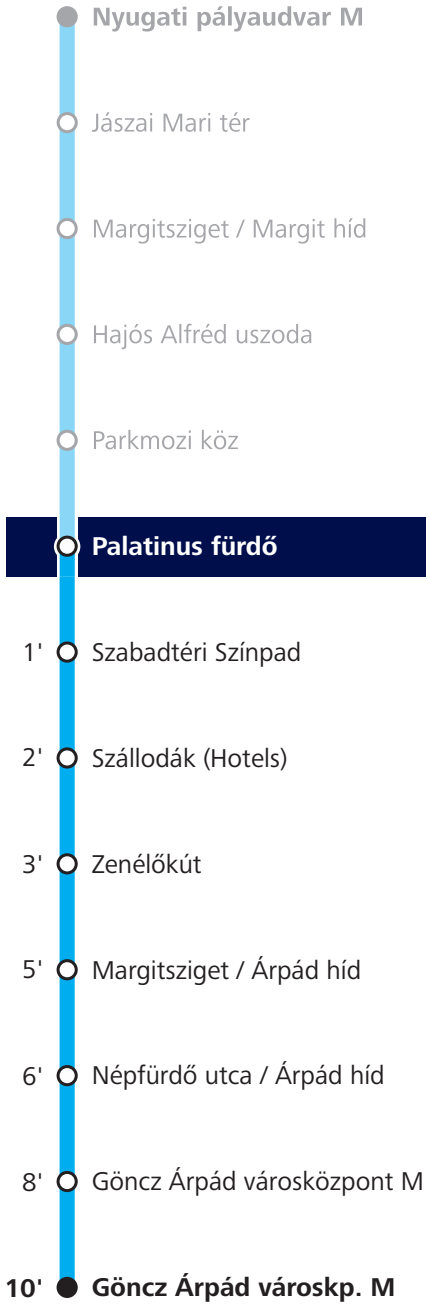 Nyugati pályaudvar M
Jászai Mari tér
Margitsziget / Margit híd
Hajós Alfréd uszoda
Parkmozi köz
Palatinus fürdő
1' Szabadtéri Színpad
2' Szállodák (Hotels)
3' Zenélőkút
5' Margitsziget / Árpád híd
6' Népfürdő utca / Árpád híd
8' Göncz Árpád városközpont M
10' Göncz Árpád városkp. M